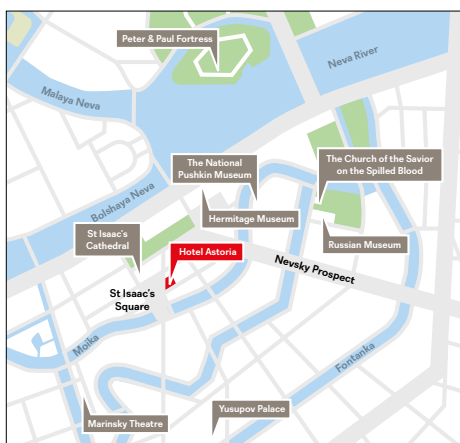 Peter & Paul Fortress
Neva River
Malaya Neva
The National
Pushkin Museum
The Church of the Savior
on the Spilled Blood
Bolshaya Neva
Hermitage Museum
St Isaac's
Cathedral
Russian Museum
Hotel Astoria
Nevsky Prospect
St Isaac's
Square
Moika
Fontanka
Yusupov Palace
Marinsky Theatre